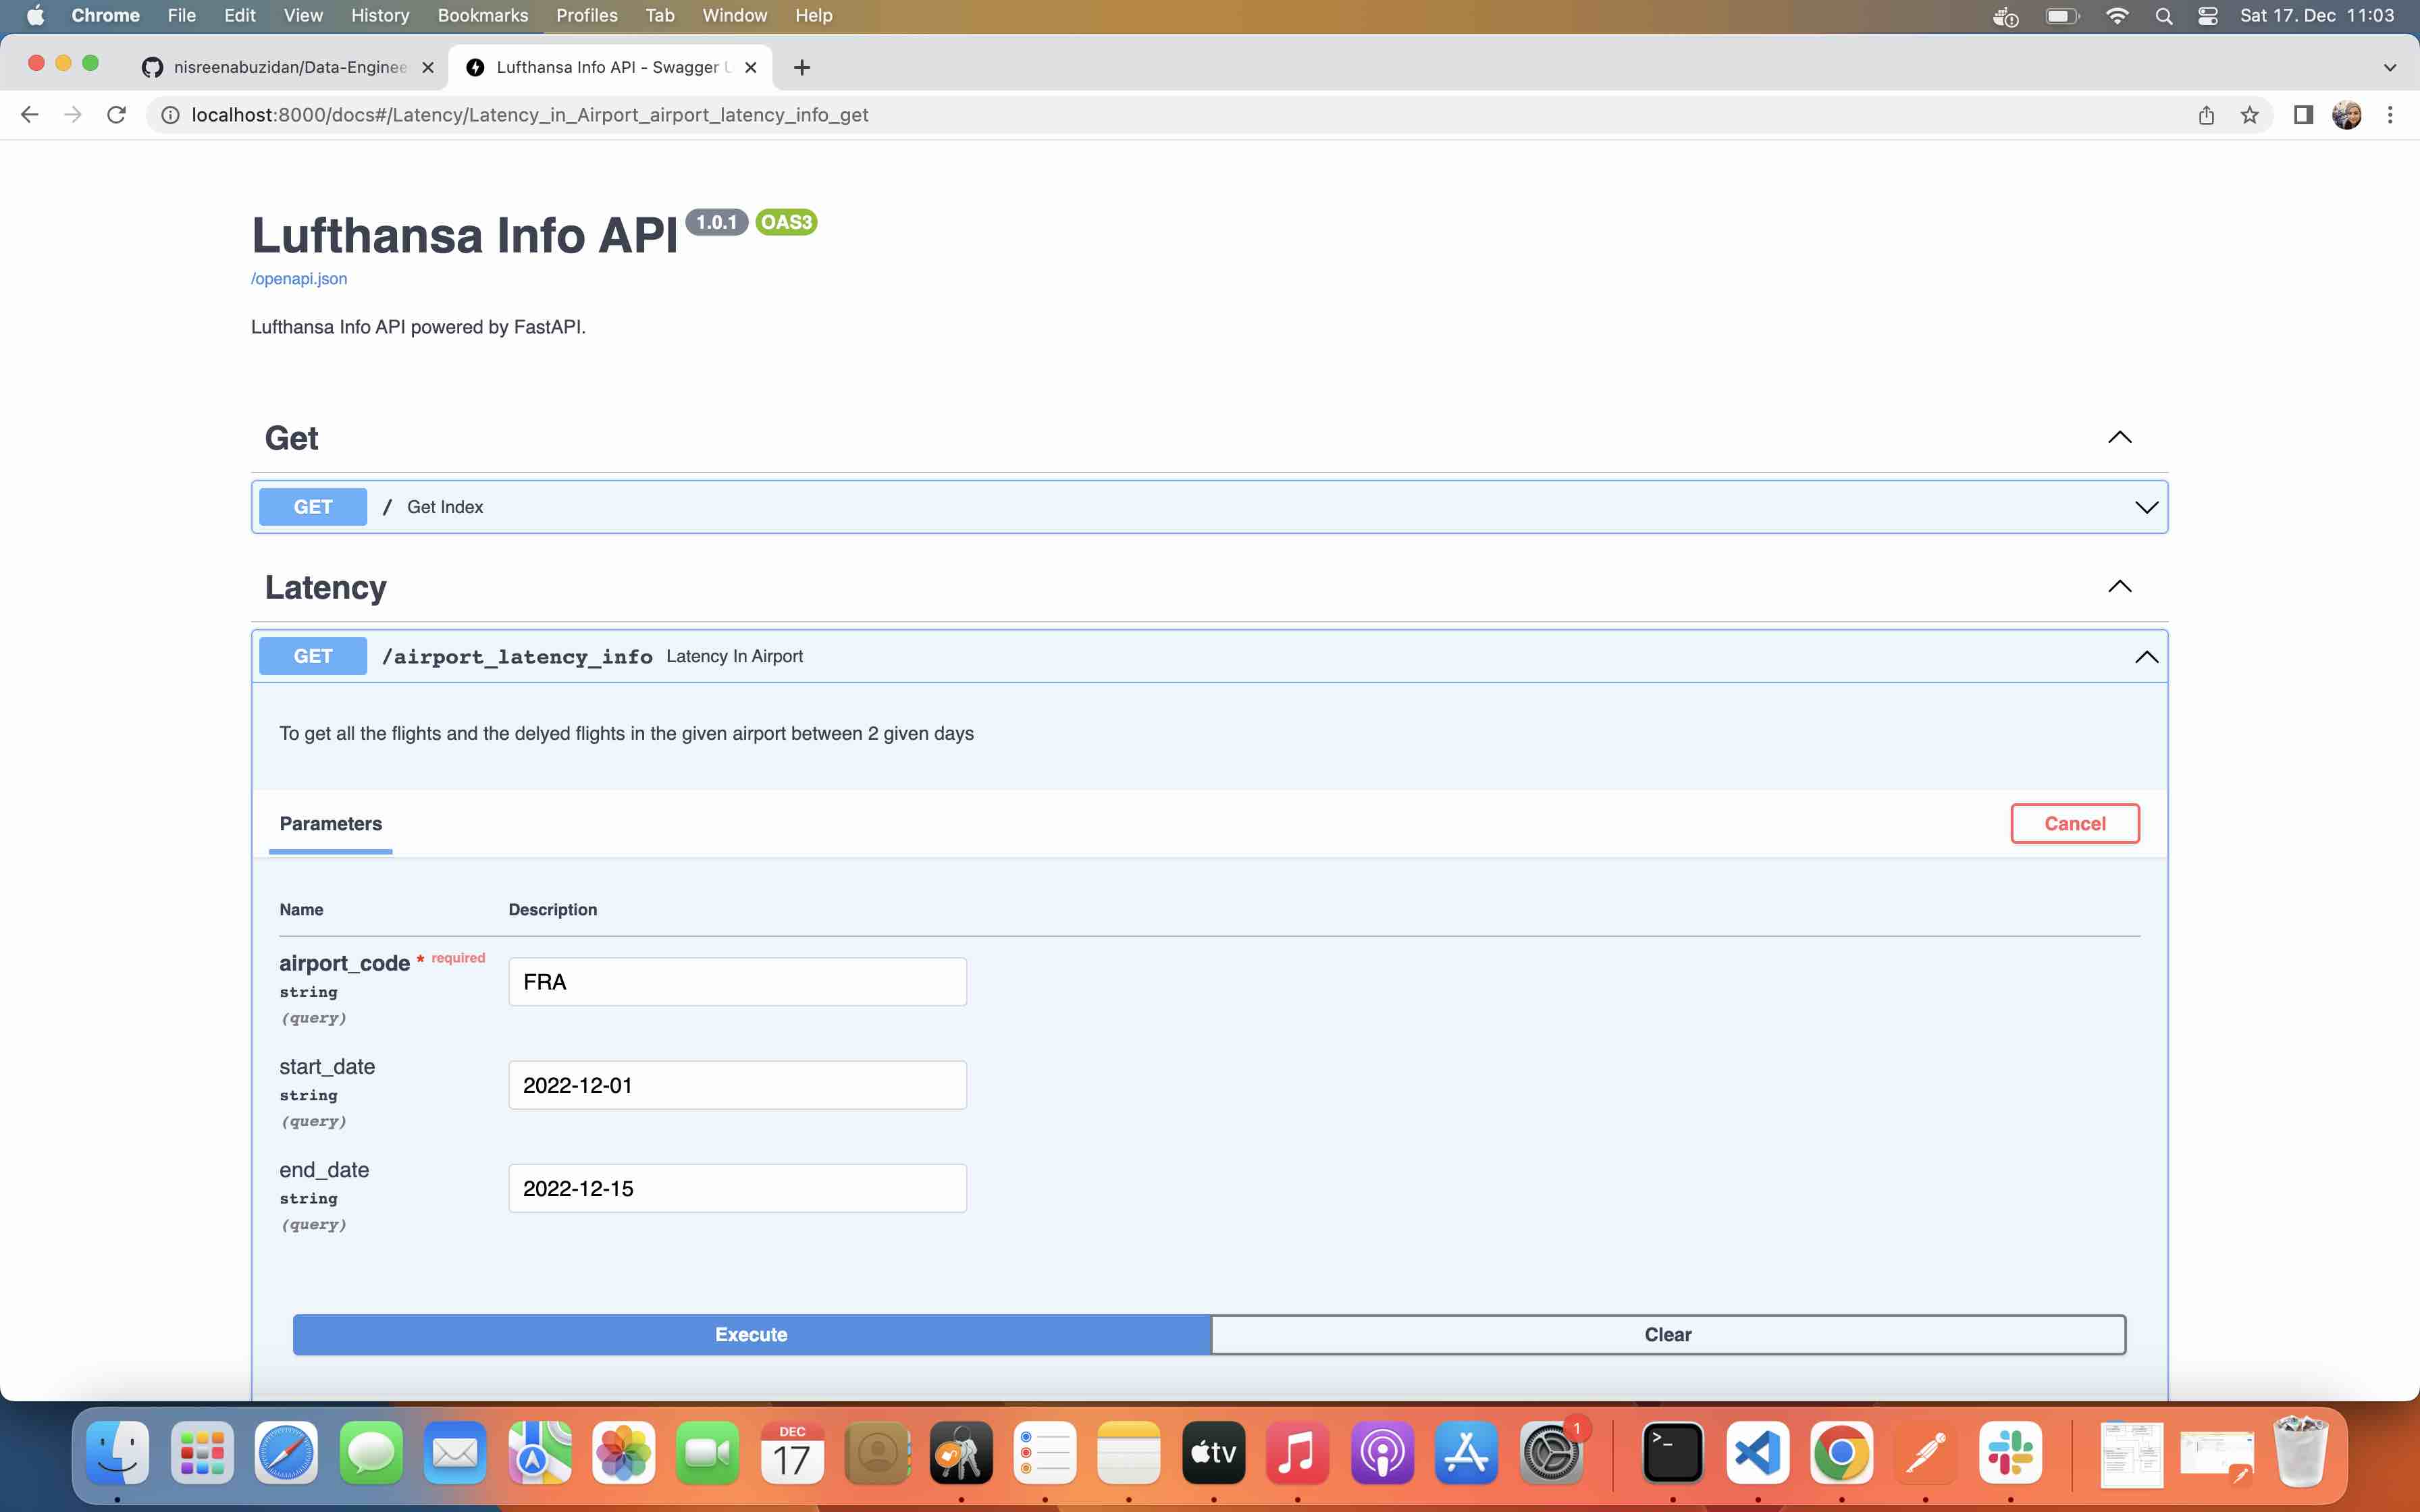 Chrome File Edit View History Bookmarks Profiles Tab Window Help Sat 17. Dec 11:03
nisreenabuzidan/Data-Enginee Lufthansa Info API - Swagger U
localhost:8000/docs#/Latency/Latency_in_Airport_airport_latency_info_get
Lufthansa Info API 1.0.1 OAS3
/openapi.json
Lufthansa Info API powered by FastAPI.
Get
GET / Get Index
Latency
GET /airport_latency_info Latency In Airport
To get all the flights and the delyed flights in the given airport between 2 given days
Parameters Cancel
Name Description
airport_code * required
string
(query)
FRA
start_date
string
(query)
2022-12-01
end_date
string
(query)
2022-12-15
Execute Clear
DEC
17
tv
1